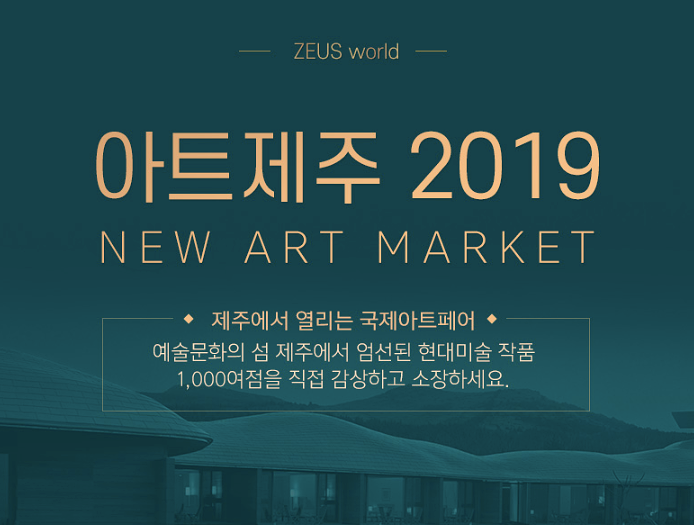 ZEUS world
아트제주 2019
NEW ART MARKET
제주에서 열리는 국제아트페어
예술문화의 섬 제주에서 엄선된 현대미술 작품
1,000여점을 직접 감상하고 소장하세요.